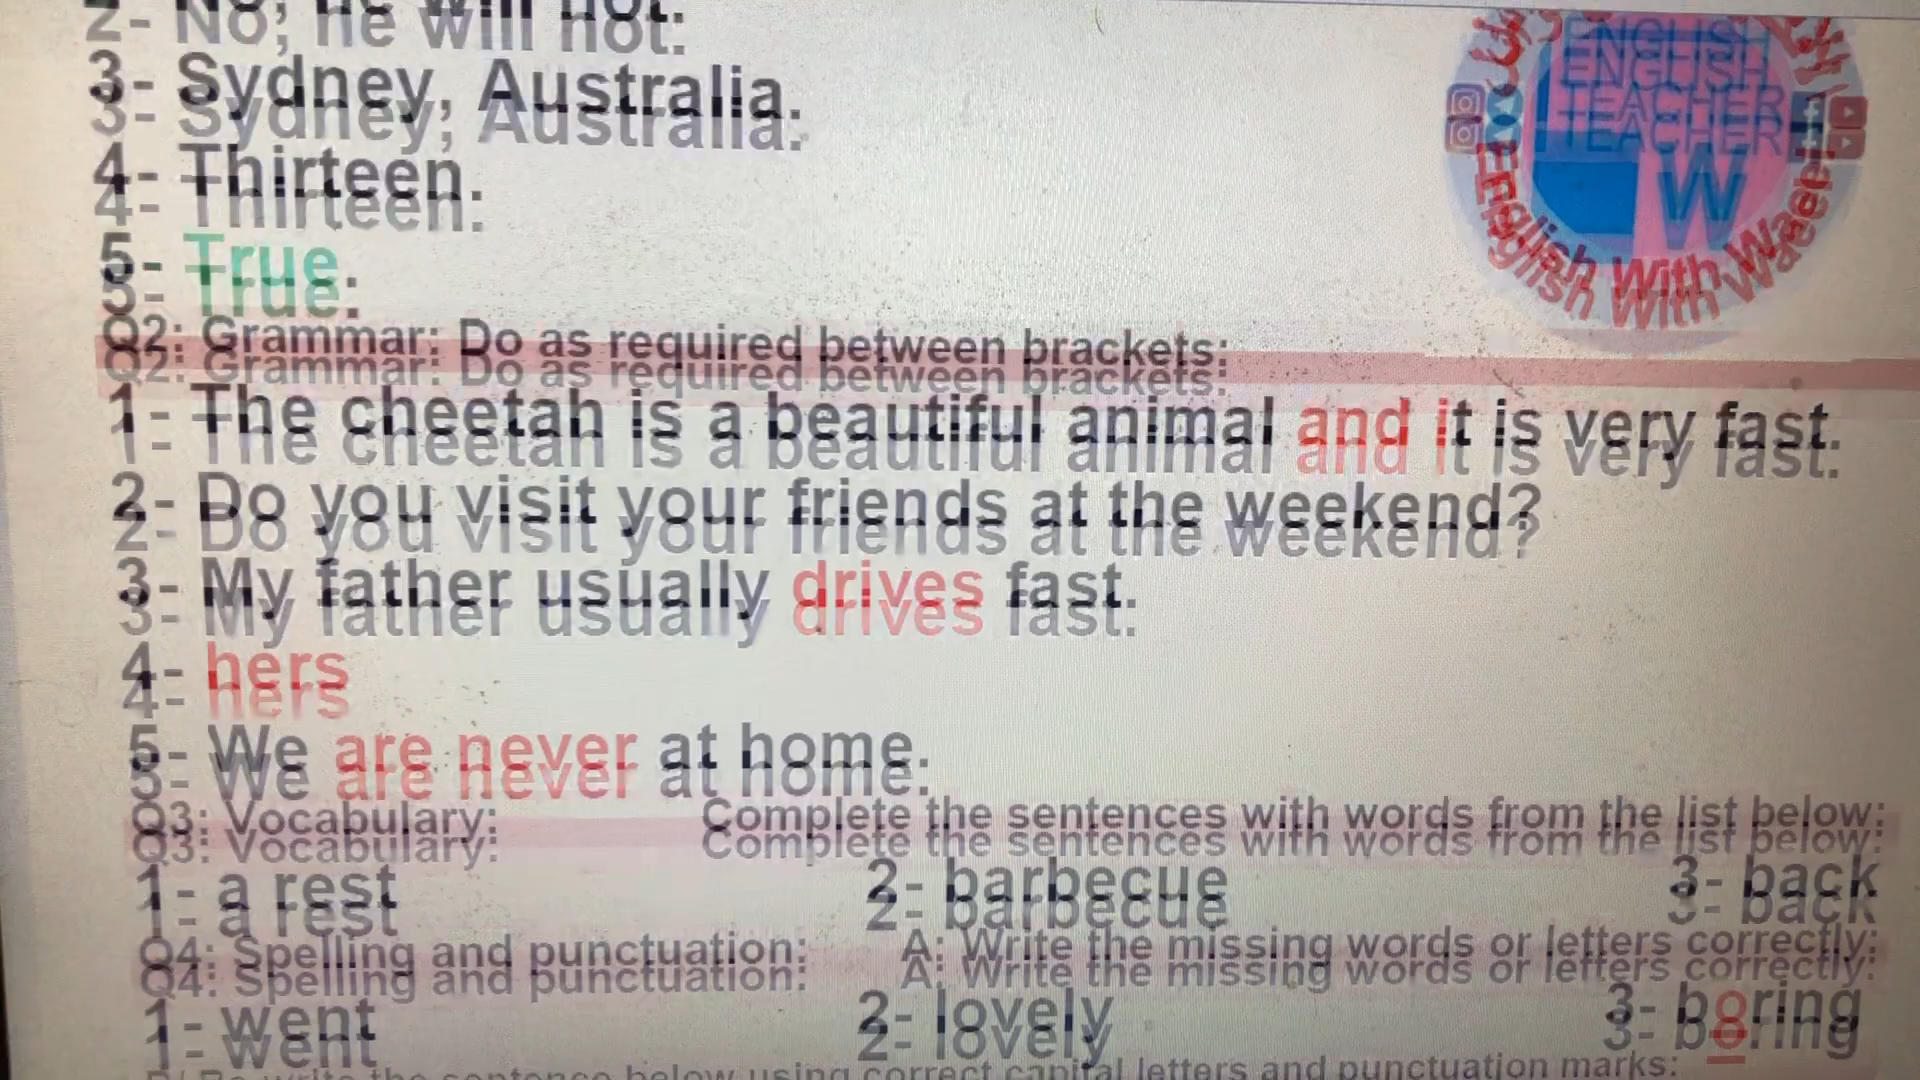 2- No, he will not.
3- Sydney, Australia.
4- Thirteen.
5- True.
Q2: Grammar: Do as required between brackets:
1- The cheetah is a beautiful animal and it is very fast.
2- Do you visit your friends at the weekend?
3- My father usually drives fast.
4- hers
5- We are never at home.
Q3: Vocabulary: Complete the sentences with words from the list below:
1- a rest 2- barbecue 3- back
Q4: Spelling and punctuation: A: Write the missing words or letters correctly:
1- went 2- lovely 3- boring
the sentence below using correct capital letters and punctuation marks:
ENGLISH
TEACHER
W
English With Wael